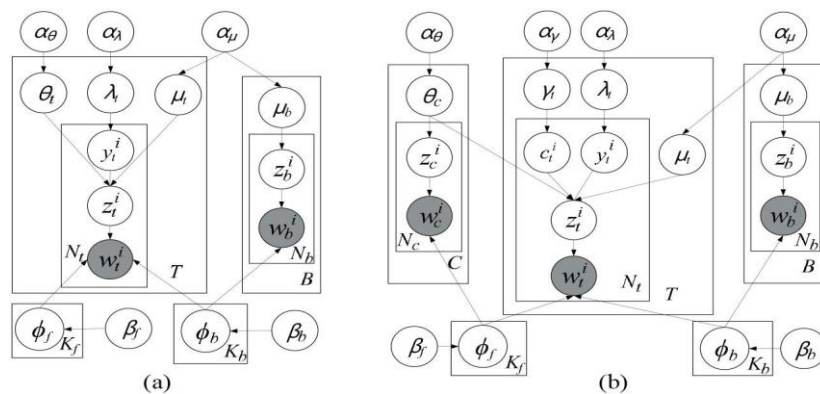 α_θ α_λ α_μ
θ_t λ_t μ_t μ_b
y_t^i
z_b^i
z_t^i
w_t^i w_b^i
N_t T N_b
B
ϕ_f K_f β_f ϕ_b K_b β_b
(a)
α_θ α_γ α_λ α_μ
θ_c γ_t λ_t μ_b
z_c^i c_t^i y_t^i μ_t z_b^i
w_c^i z_t^i w_b^i
N_c C w_t^i N_t N_b
T B
β_f ϕ_f K_f ϕ_b K_b β_b
(b)